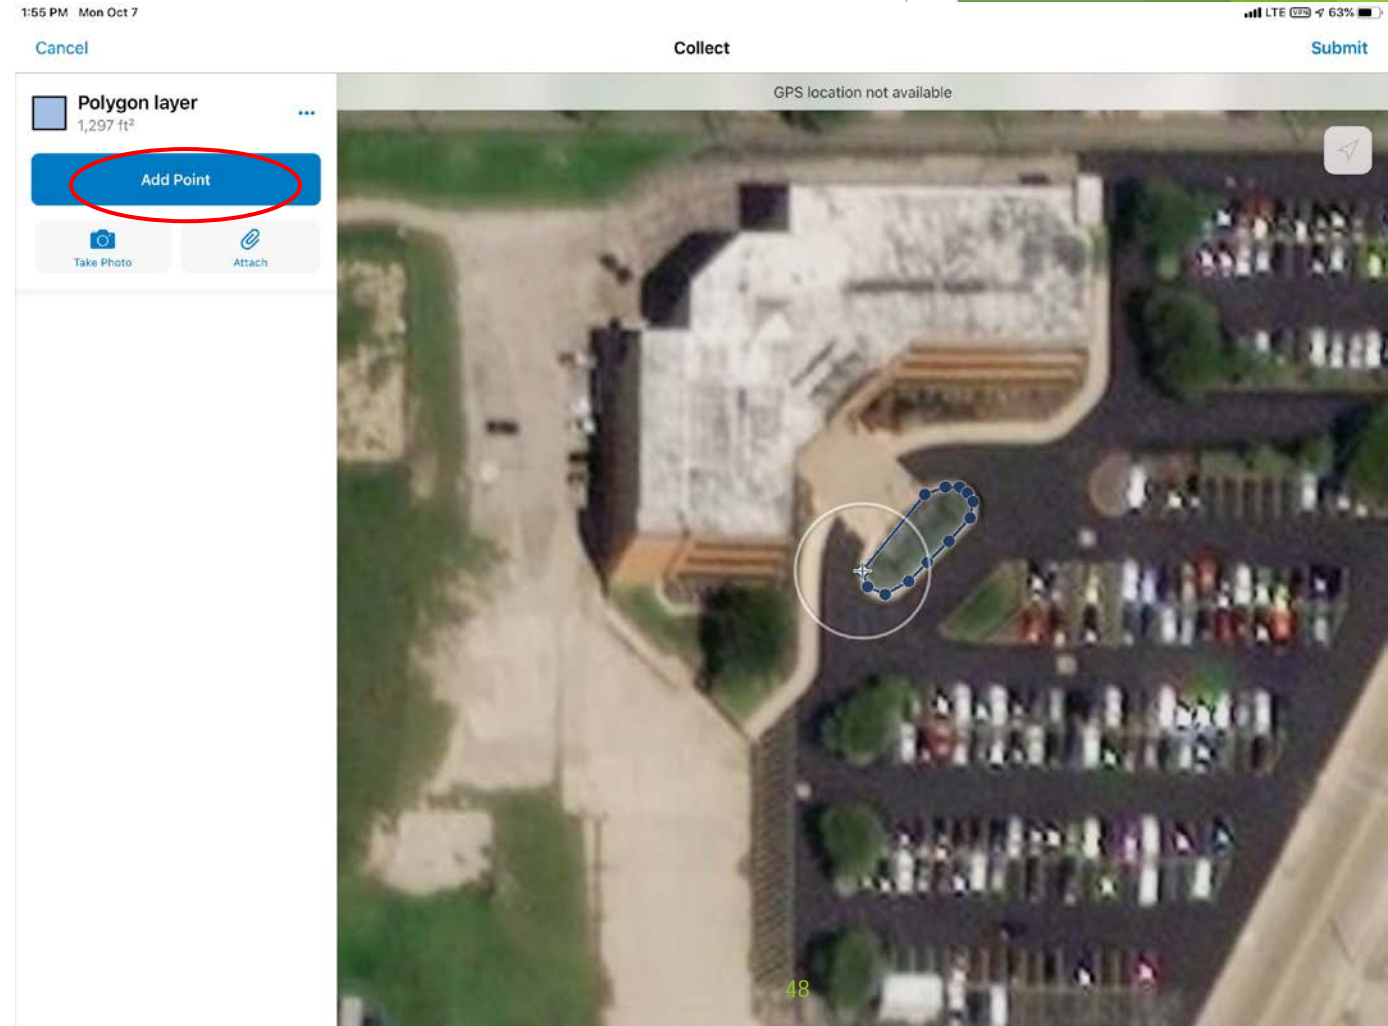 1:55 PM Mon Oct 7
LTE VPN 63%
Cancel
Collect
Submit
Polygon layer
1,297 ft²
GPS location not available
Add Point
Take Photo
Attach
48